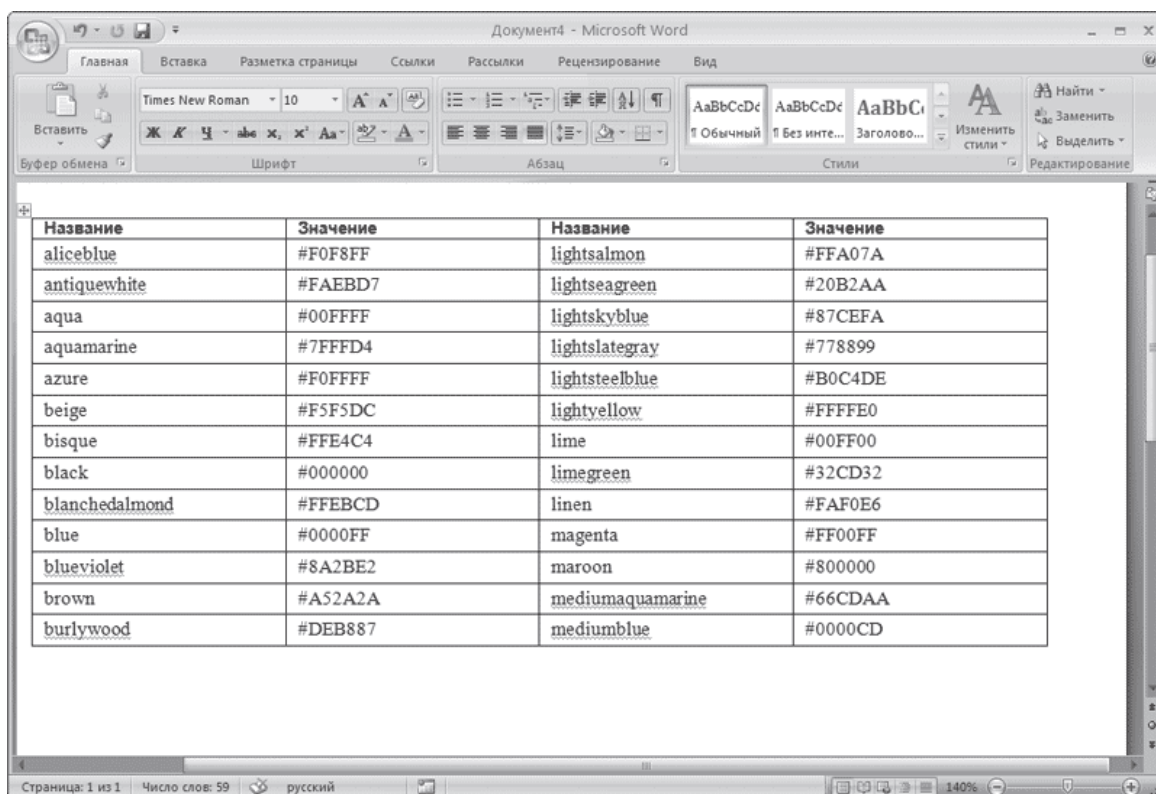 Документ4 - Microsoft Word
Главная Вставка Разметка страницы Ссылки Рассылки Рецензирование Вид
Times New Roman 10 AaBbCcDc AaBbCcDc AaBbC Найти
Вставить Ж К Ч abe x₂ x² Aa ab A ¶ Обычный ¶ Без инте... Заголово... Изменить стили Заменить
Выделить
Буфер обмена Шрифт Абзац Стили Редактирование
Название Значение Название Значение
aliceblue #F0F8FF lightsalmon #FFA07A
antiquewhite #FAEBD7 lightseagreen #20B2AA
aqua #00FFFF lightskyblue #87CEFA
aquamarine #7FFFD4 lightslategray #778899
azure #F0FFFF lightsteelblue #B0C4DE
beige #F5F5DC lightyellow #FFFFE0
bisque #FFE4C4 lime #00FF00
black #000000 limegreen #32CD32
blanchedalmond #FFEBCD linen #FAF0E6
blue #0000FF magenta #FF00FF
blueviolet #8A2BE2 maroon #800000
brown #A52A2A mediumaquamarine #66CDAA
burlywood #DEB887 mediumblue #0000CD
Страница: 1 из 1 Число слов: 59 русский 140%